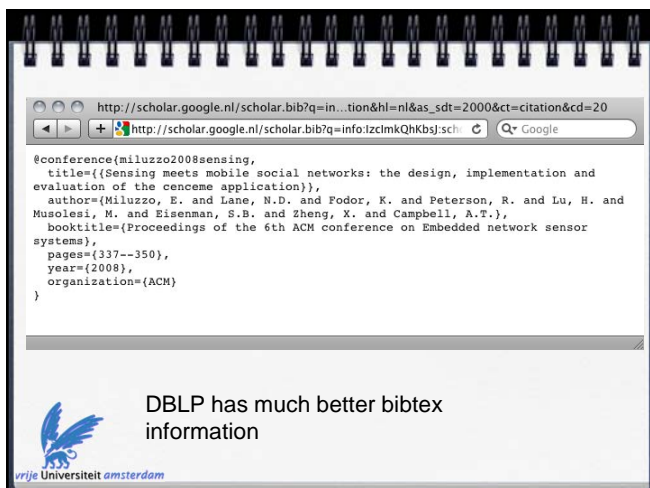 http://scholar.google.nl/scholar.bib?q=in...tion&hl=nl&as_sdt=2000&ct=citation&cd=20
http://scholar.google.nl/scholar.bib?q=info:IzcImkQhKbsJ:sch
Google
@conference{miluzzo2008sensing,
title={{Sensing meets mobile social networks: the design, implementation and
evaluation of the cenceme application}},
author={Miluzzo, E. and Lane, N.D. and Fodor, K. and Peterson, R. and Lu, H. and
Musolesi, M. and Eisenman, S.B. and Zheng, X. and Campbell, A.T.},
booktitle={Proceedings of the 6th ACM conference on Embedded network sensor
systems},
pages={337--350},
year={2008},
organization={ACM}
}
DBLP has much better bibtex
information
vrije Universiteit amsterdam